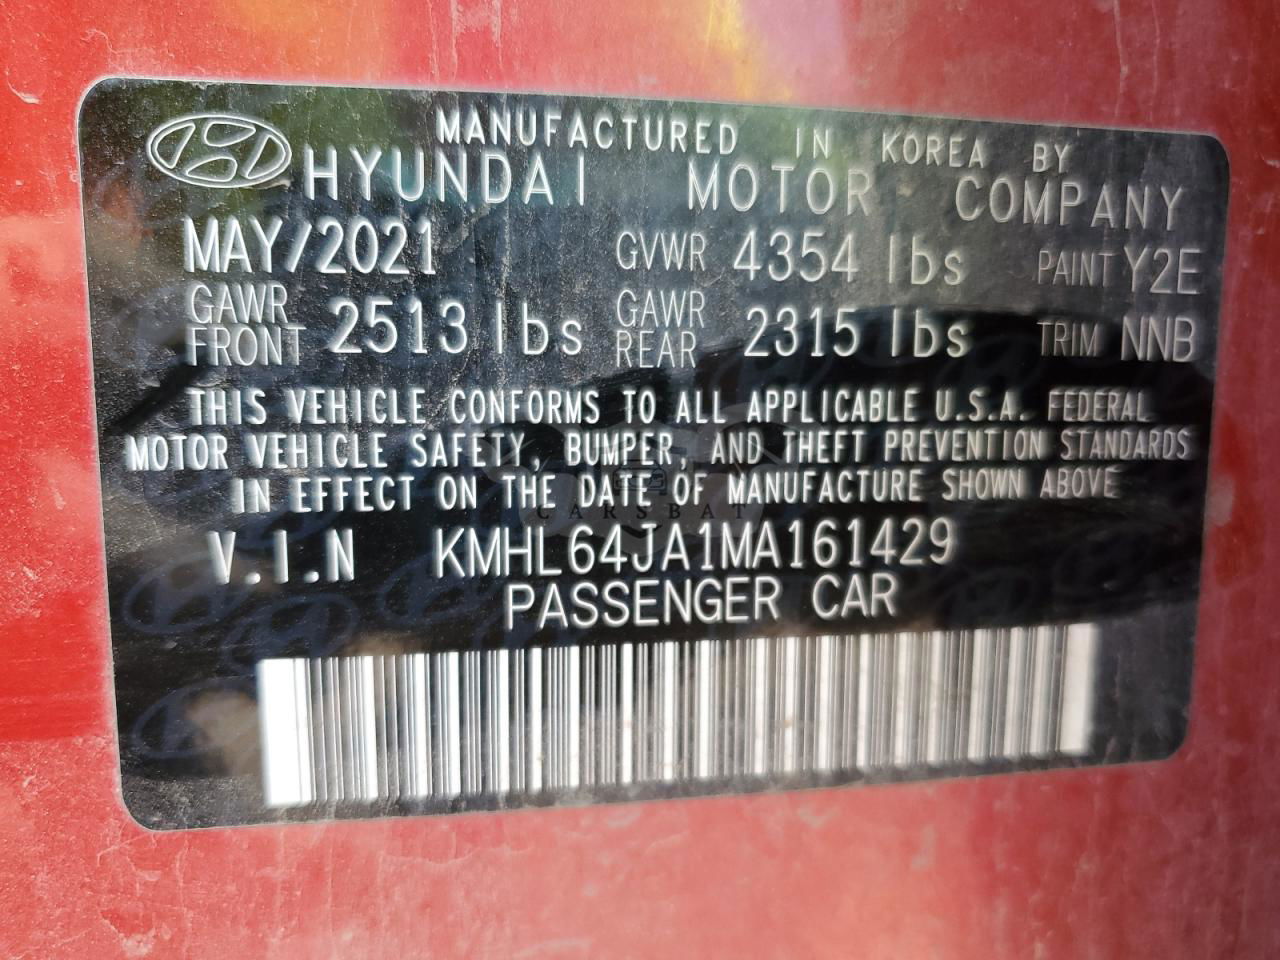 MANUFACTURED IN KOREA BY
HYUNDAI MOTOR COMPANY
MAY/2021 GVWR 4354 lbs PAINT Y2E
GAWR FRONT 2513 lbs GAWR REAR 2315 lbs TRIM NNB
THIS VEHICLE CONFORMS TO ALL APPLICABLE U.S.A. FEDERAL
MOTOR VEHICLE SAFETY, BUMPER, AND THEFT PREVENTION STANDARDS
IN EFFECT ON THE DATE OF MANUFACTURE SHOWN ABOVE
CARSBAT
V.I.N KMHL64JA1MA161429
PASSENGER CAR